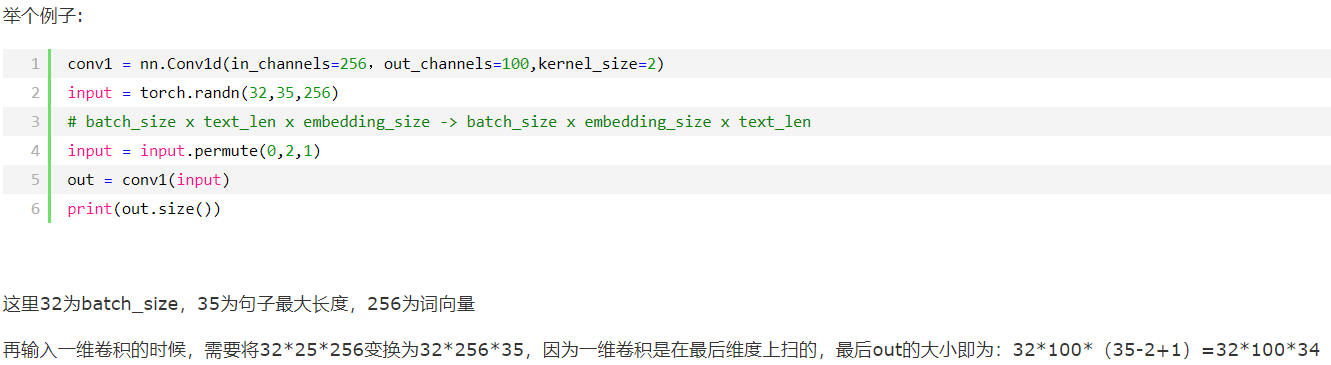 举个例子:
1 conv1 = nn.Conv1d(in_channels=256，out_channels=100,kernel_size=2)
2 input = torch.randn(32,35,256)
3 # batch_size x text_len x embedding_size -> batch_size x embedding_size x text_len
4 input = input.permute(0,2,1)
5 out = conv1(input)
6 print(out.size())
这里32为batch_size，35为句子最大长度，256为词向量
再输入一维卷积的时候，需要将32*25*256变换为32*256*35，因为一维卷积是在最后维度上扫的，最后out的大小即为：32*100*（35-2+1）=32*100*34